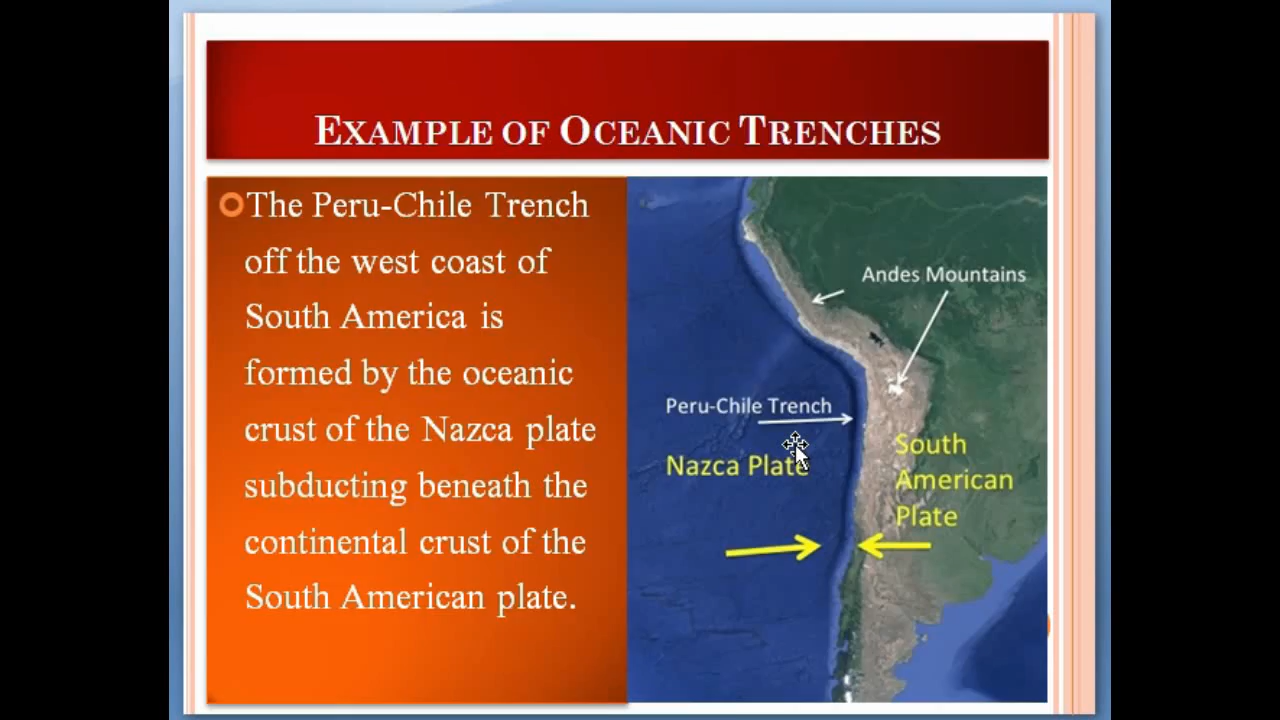 EXAMPLE OF OCEANIC TRENCHES
The Peru-Chile Trench
off the west coast of
South America is
formed by the oceanic
crust of the Nazca plate
subducting beneath the
continental crust of the
South American plate.
Andes Mountains
Peru-Chile Trench
Nazca Plate
South
American
Plate